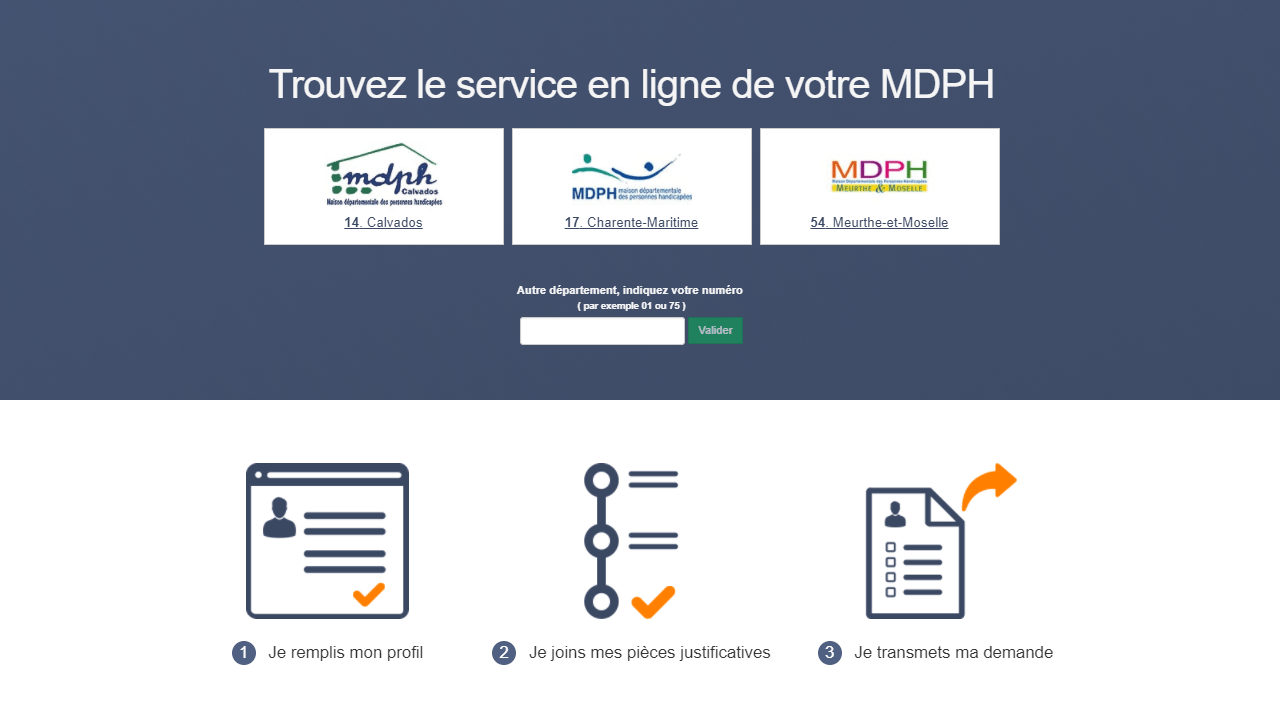 Trouvez le service en ligne de votre MDPH
mdph
Calvados
Maison départementale des personnes handicapées
14. Calvados
MDPH maison départementale
des personnes handicapées
17. Charente-Maritime
MDPH
Maison Départementale des Personnes Handicapées
MEURTHE & MOSELLE
54. Meurthe-et-Moselle
Autre département, indiquez votre numéro
( par exemple 01 ou 75 )
Valider
1 Je remplis mon profil
2 Je joins mes pièces justificatives
3 Je transmets ma demande